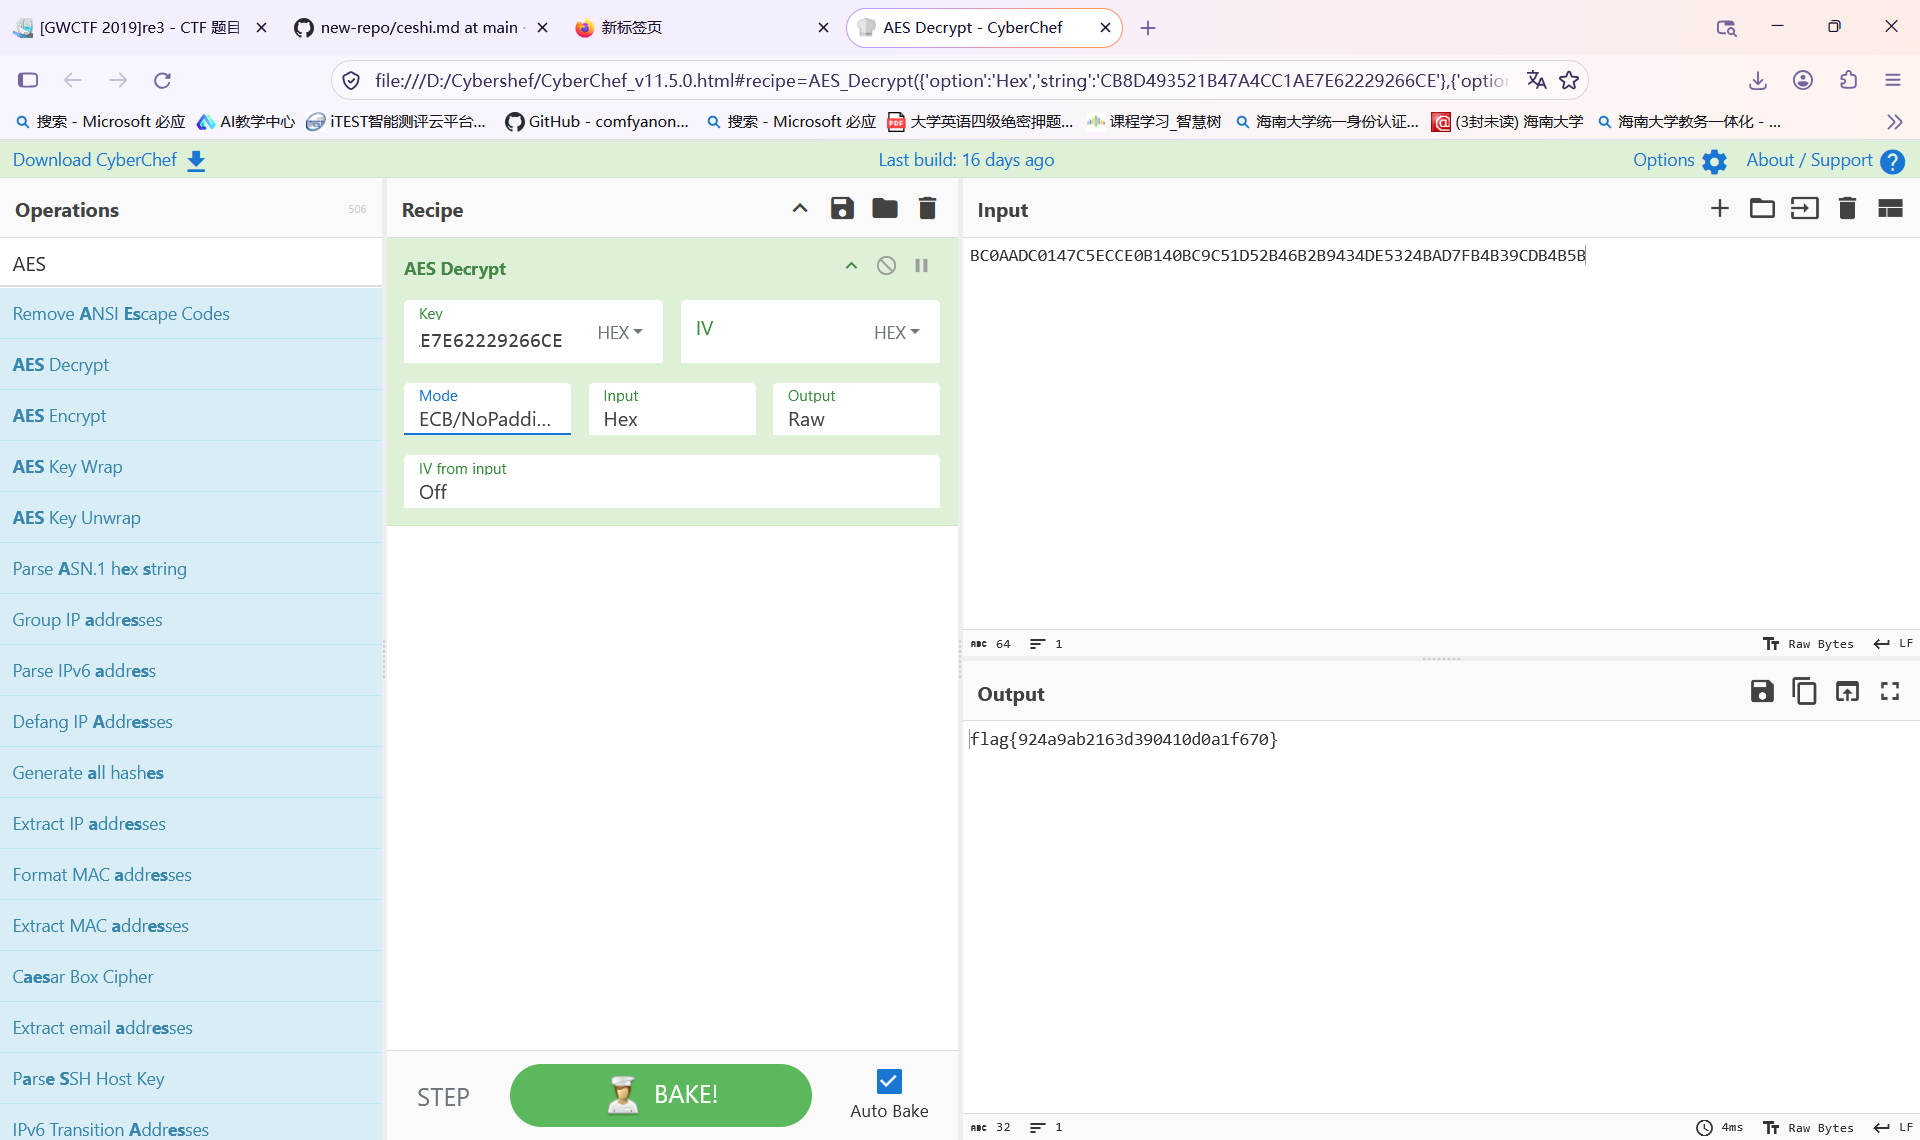 [GWCTF 2019]re3 - CTF 题目
new-repo/ceshi.md at main ·
新标签页
AES Decrypt - CyberChef
file:///D:/Cybershef/CyberChef_v11.5.0.html#recipe=AES_Decrypt({'option':'Hex','string':'CB8D493521B47A4CC1AE7E62229266CE'},{'optio
搜索 - Microsoft 必应
AI教学中心
iTEST智能测评云平台...
GitHub - comfyanon...
搜索 - Microsoft 必应
大学英语四级绝密押题...
课程学习_智慧树
海南大学统一身份认证...
(3封未读) 海南大学
海南大学教务一体化 - ...
Download CyberChef
Last build: 16 days ago
Options
About / Support
Operations
506
AES
Remove ANSI Escape Codes
AES Decrypt
AES Encrypt
AES Key Wrap
AES Key Unwrap
Parse ASN.1 hex string
Group IP addresses
Parse IPv6 address
Defang IP Addresses
Generate all hashes
Extract IP addresses
Format MAC addresses
Extract MAC addresses
Caesar Box Cipher
Extract email addresses
Parse SSH Host Key
IPv6 Transition Addresses
Recipe
AES Decrypt
Key
E7E62229266CE
HEX
IV
HEX
Mode
ECB/NoPaddi...
Input
Hex
Output
Raw
IV from input
Off
STEP
BAKE!
Auto Bake
Input
BC0AADC0147C5ECCE0B140BC9C51D52B46B2B9434DE5324BAD7FB4B39CDB4B5B
ABC 64
1
Raw Bytes
LF
Output
flag{924a9ab2163d390410d0a1f670}
ABC 32
1
4ms
Raw Bytes
LF